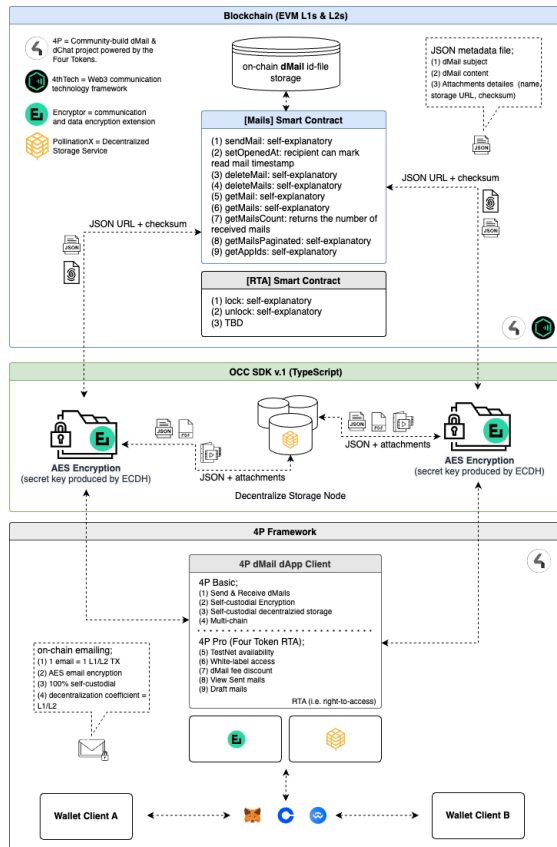 Blockchain (EVM L1s & L2s)
4P = Community-build dMail &
dChat project powered by the
Four Tokens.
4thTech = Web3 communication
technology framework
Encryptor = communication
and data encryption extension
PollinationX = Decentralized
Storage Service
on-chain dMail id-file
storage
JSON metadata file;
(1) dMail subject
(2) dMail content
(3) Attachments detailes (name,
storage URL, checksum)
JSON
[Mails] Smart Contract
(1) sendMail: self-explanatory
(2) setOpenedAt: recipient can mark
read mail timestamp
(3) deleteMail: self-explanatory
(4) deleteMails: self-explanatory
(5) getMail: self-explanatory
(6) getMails: self-explanatory
(7) getMailsCount: returns the number of
received mails
(8) getMailsPaginated: self-explanatory
(9) getAppIds: self-explanatory
JSON URL + checksum
JSON
JSON URL + checksum
JSON
[RTA] Smart Contract
(1) lock: self-explanatory
(2) unlock: self-explanatory
(3) TBD
OCC SDK v.1 (TypeScript)
JSON
PDF
JSON + attachments
JSON
PDF
JSON + attachments
AES Encryption
(secret key produced by ECDH)
AES Encryption
(secret key produced by ECDH)
Decentralize Storage Node
4P Framework
4P dMail dApp Client
4P Basic;
(1) Send & Receive dMails
(2) Self-custodial Encryption
(3) Self-custodial decentralzied storage
(4) Multi-chain
4P Pro (Four Token RTA);
(5) TestNet availability
(6) White-label access
(7) dMail fee discount
(8) View Sent mails
(9) Draft mails
RTA (i.e. right-to-access)
on-chain emailing;
(1) 1 email = 1 L1/L2 TX
(2) AES email encryption
(3) 100% self-custodial
(4) decentralization coefficient =
L1/L2
Wallet Client A
Wallet Client B